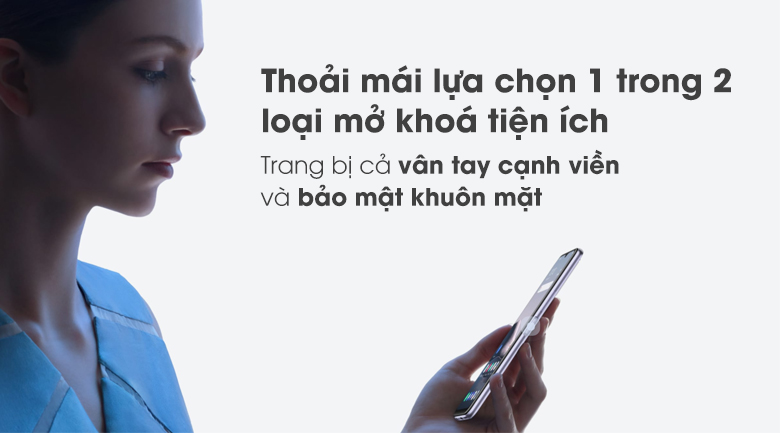 Thoải mái lựa chọn 1 trong 2
loại mở khoá tiện ích
Trang bị cả vân tay cạnh viền
và bảo mật khuôn mặt